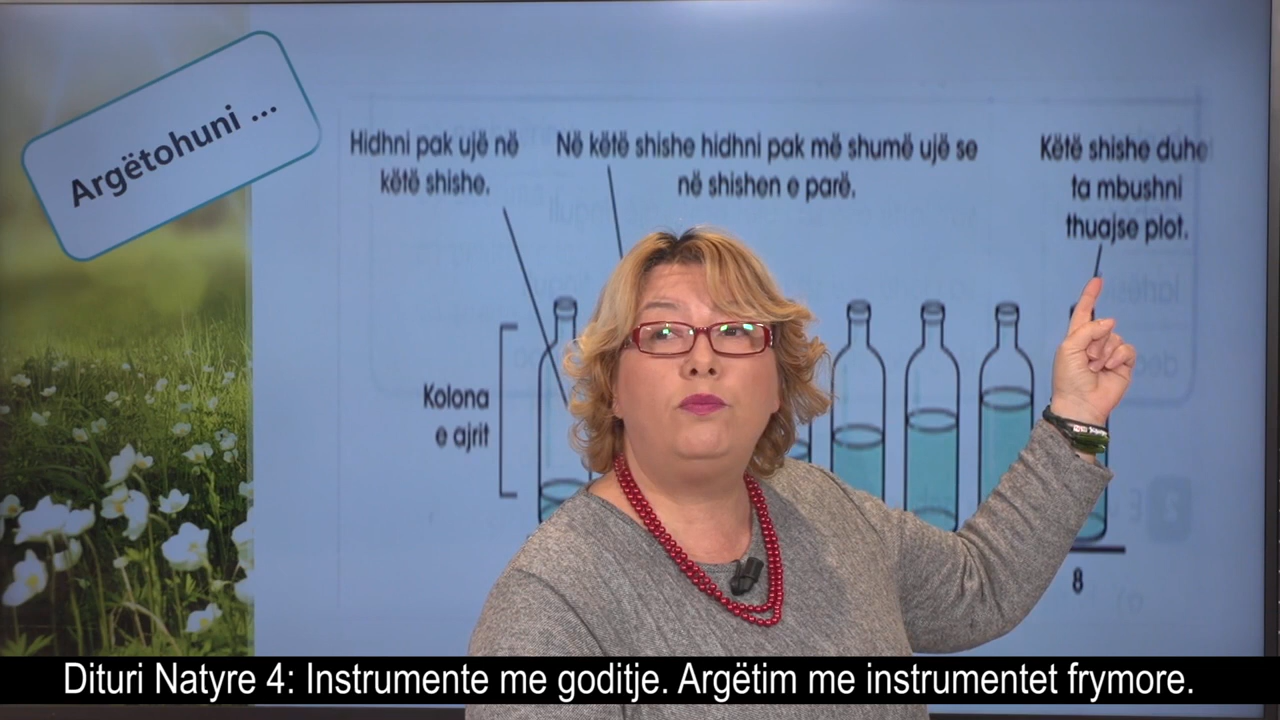 Argëtohuni ...
Hidhni pak ujë në
këtë shishe.
Në këtë shishe hidhni pak më shumë ujë se
në shishen e parë.
Këtë shishe duhe
ta mbushni
thuajse plot.
Kolona
e ajrit
8
Dituri Natyre 4: Instrumente me goditje. Argëtim me instrumentet frymore.